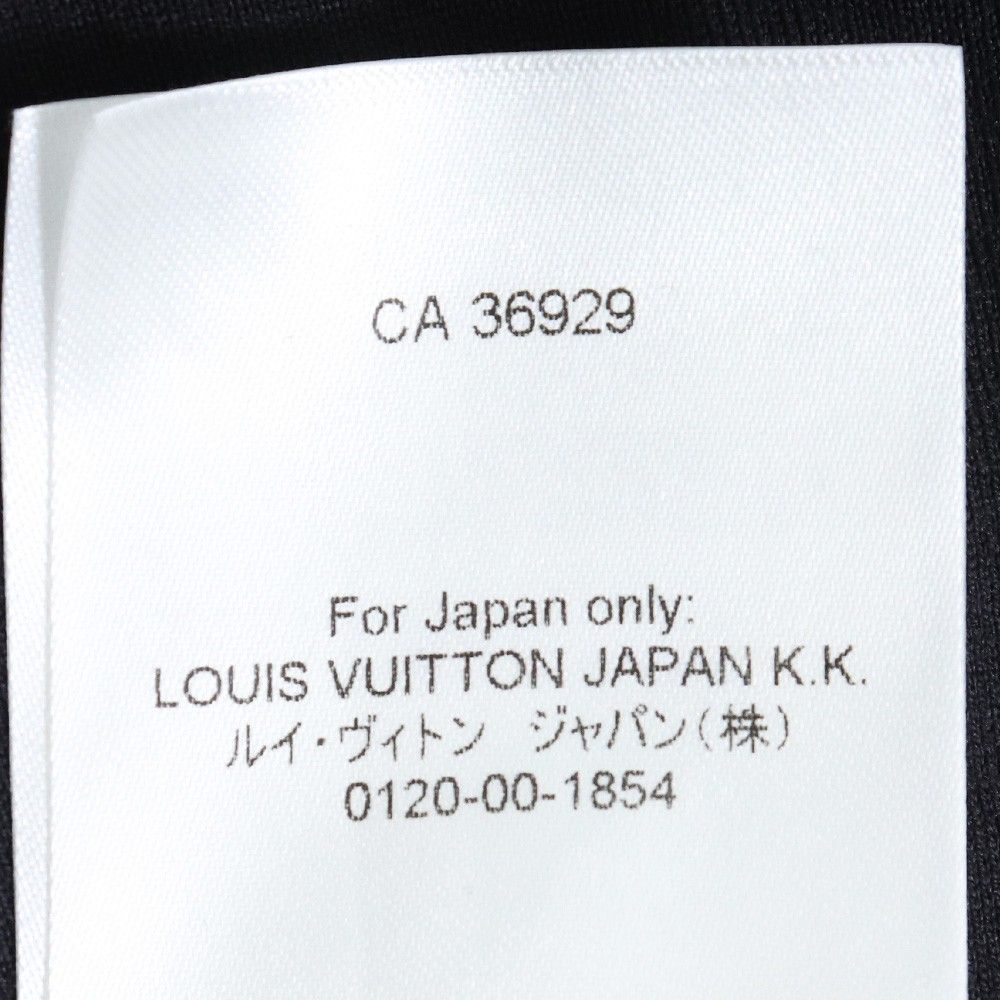 CA 36929
For Japan only:
LOUIS VUITTON JAPAN K.K.
ルイ・ヴィトン　ジャパン(株)
0120-00-1854